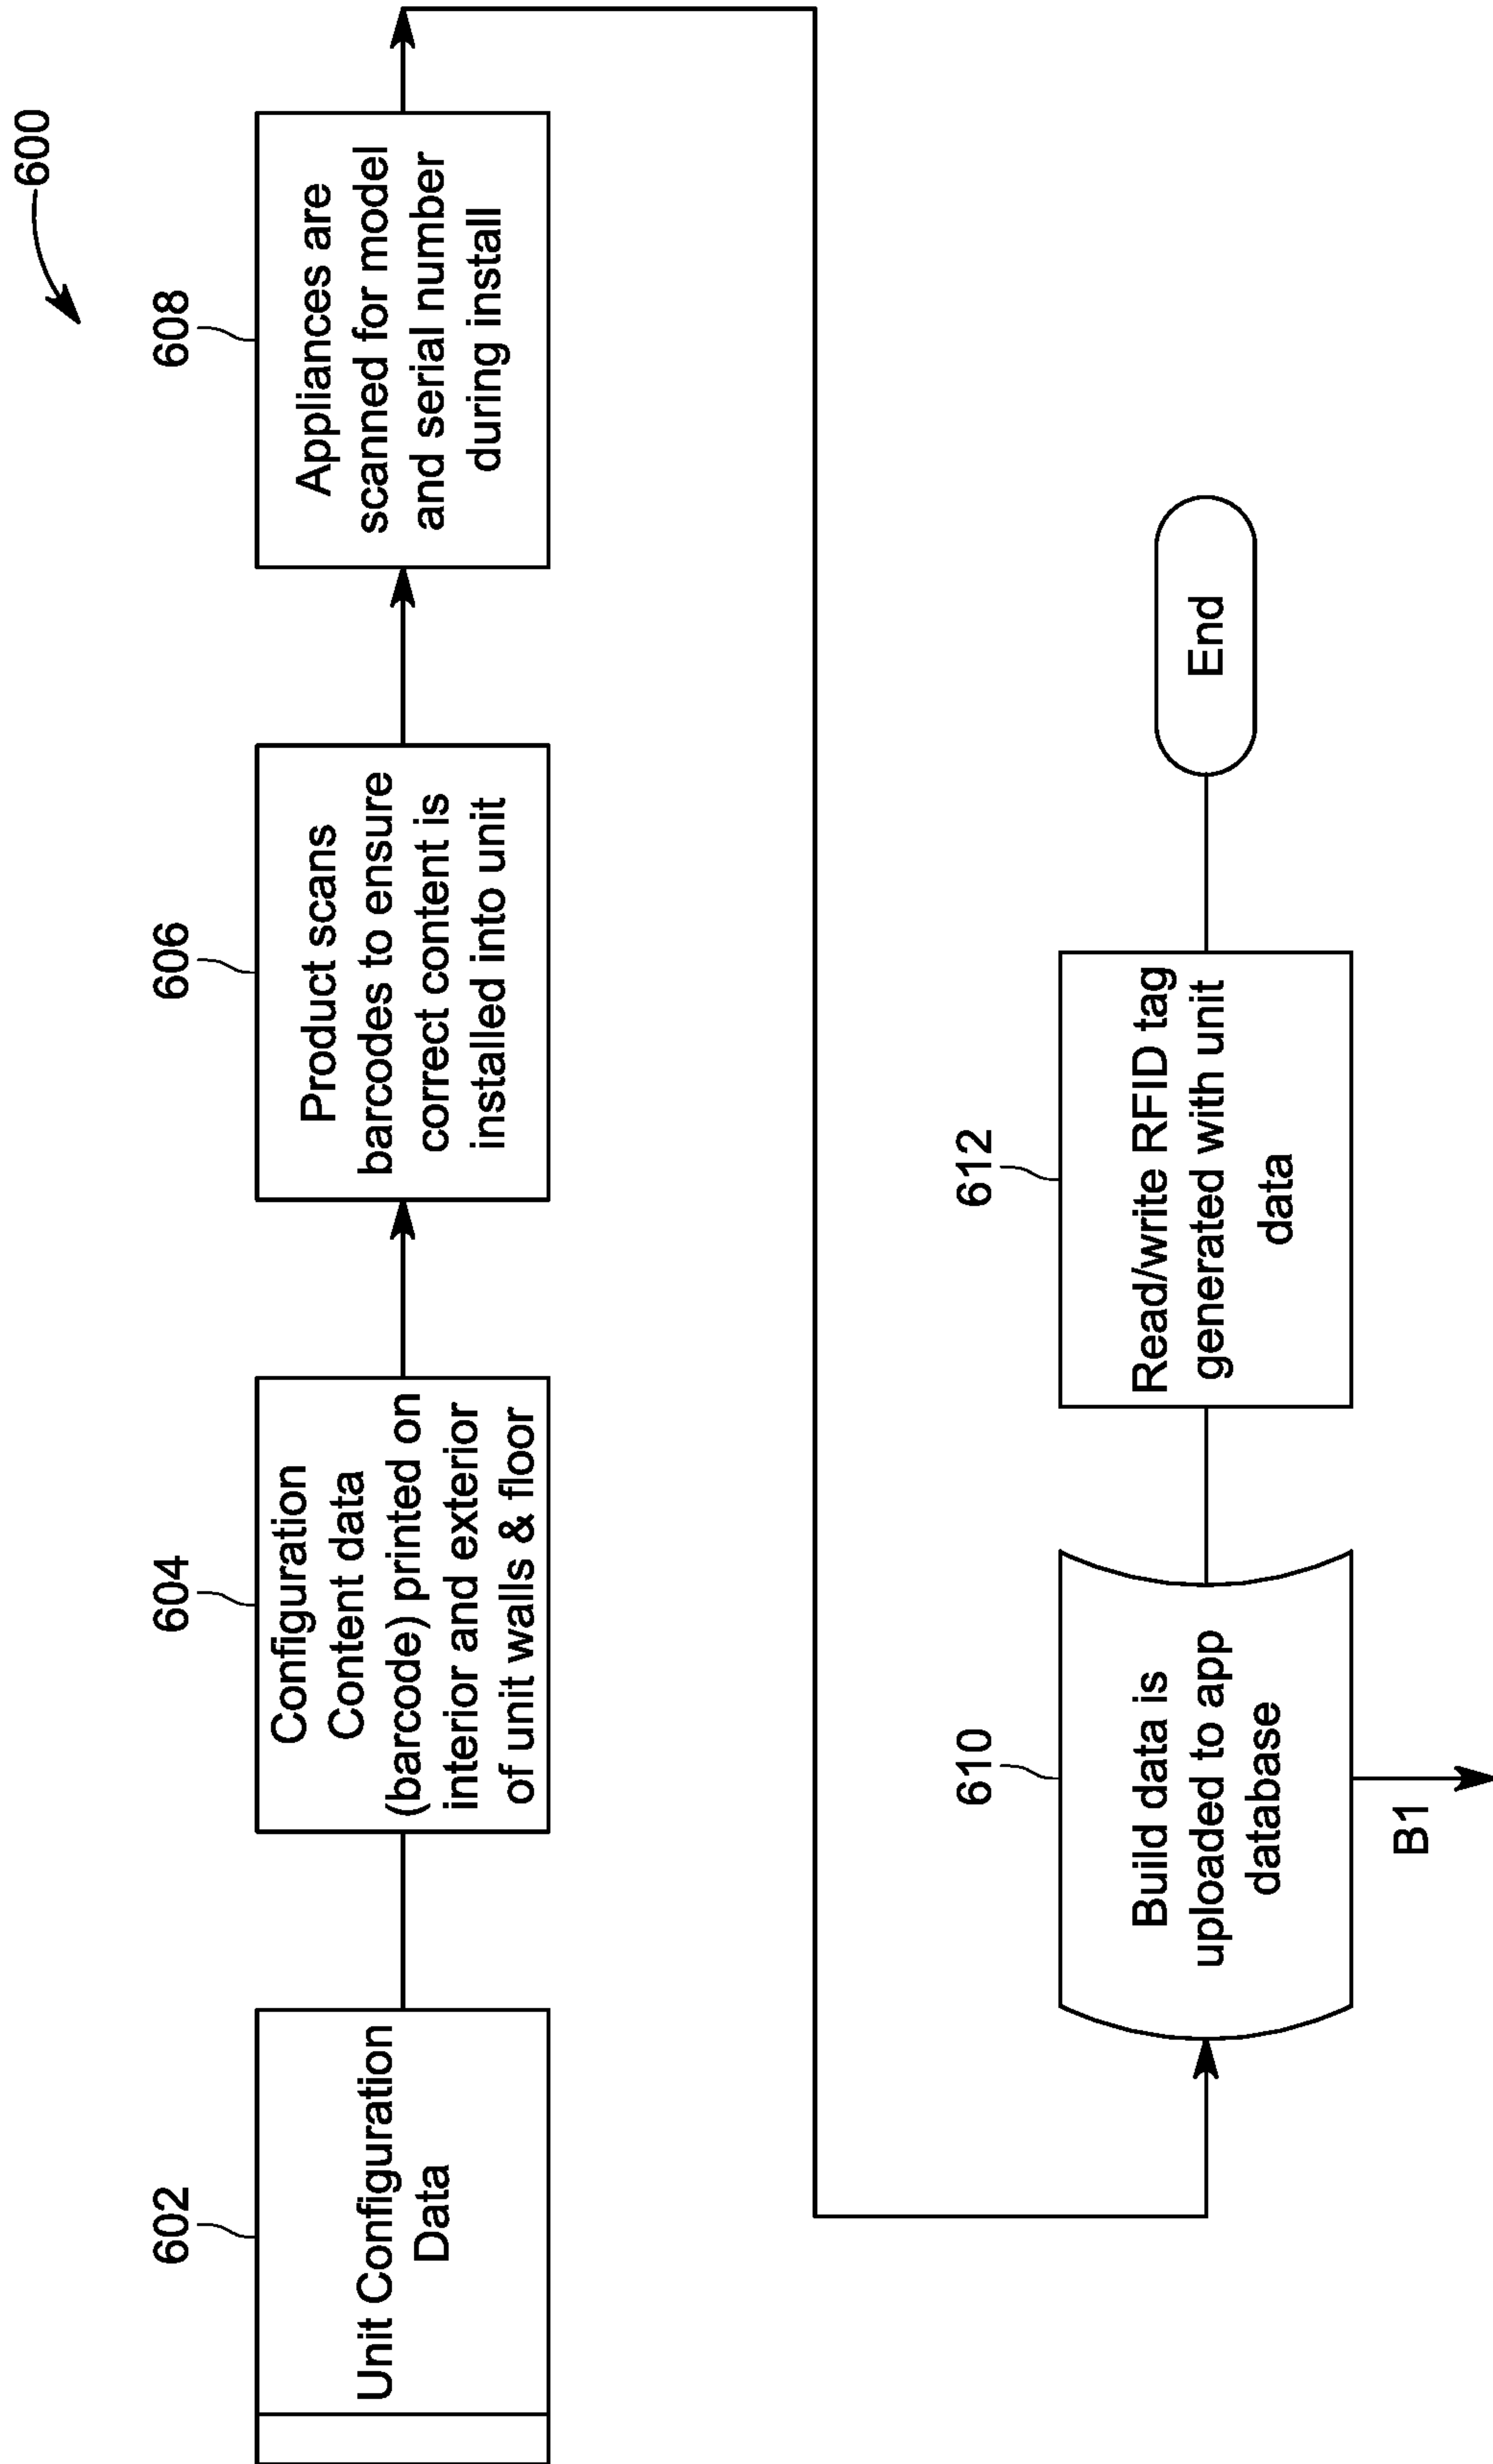 600
602
Unit Configuration
Data
604
Configuration
Content data
(barcode) printed on
interior and exterior
of unit walls & floor
606
Product scans
barcodes to ensure
correct content is
installed into unit
608
Appliances are
scanned for model
and serial number
during install
610
Build data is
uploaded to app
database
B1
612
Read/write RFID tag
generated with unit
data
End